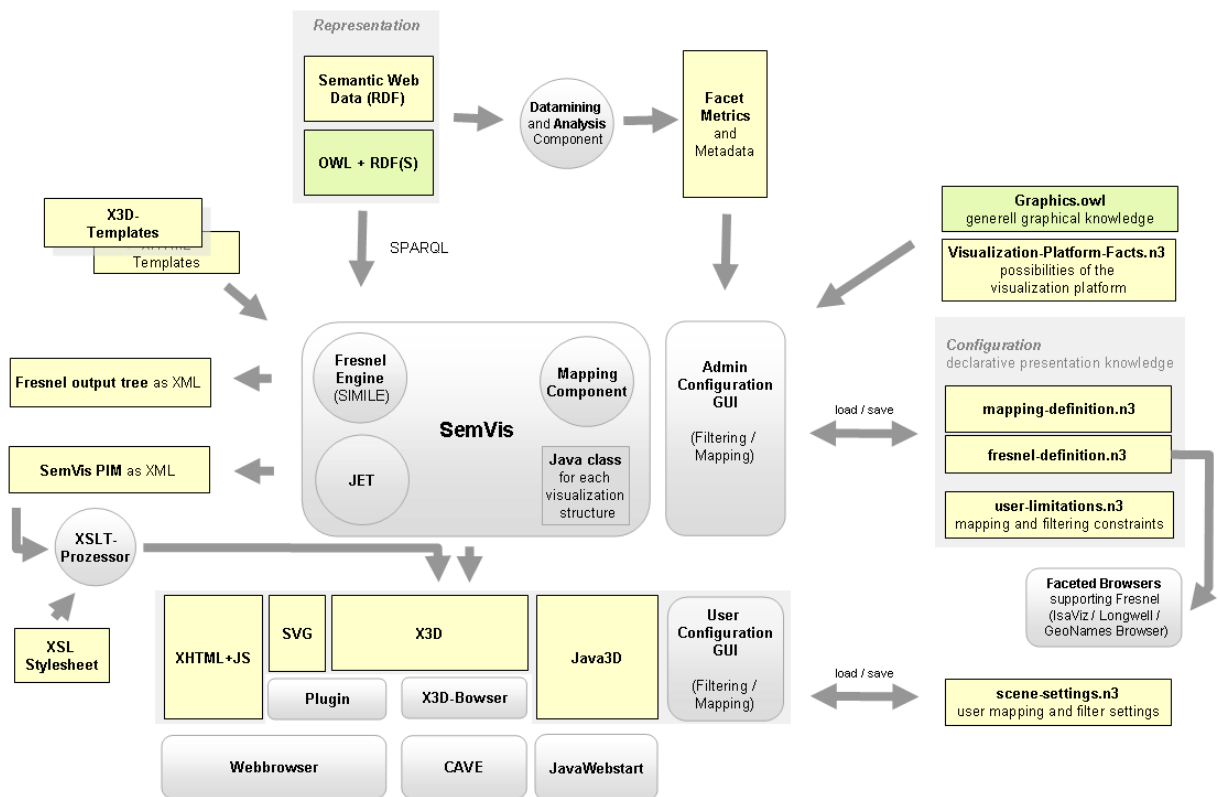 Representation
Semantic Web
Data (RDF)
OWL + RDF(S)
Datamining
and Analysis
Component
Facet
Metrics
and
Metadata
X3D-
Templates
Templates
SPARQL
Graphics.owl
generell graphical knowledge
Visualization-Platform-Facts.n3
possibilities of the
visualization platform
Fresnel output tree as XML
SemVis PIM as XML
Fresnel
Engine
(SIMILE)
Mapping
Component
SemVis
JET
Java class
for each
visualization
structure
Admin
Configuration
GUI
(Filtering /
Mapping)
load / save
Configuration
declarative presentation knowledge
mapping-definition.n3
fresnel-definition.n3
user-limitations.n3
mapping and filtering constraints
XSLT-
Prozessor
XSL
Stylesheet
XHTML+JS
SVG
X3D
Java3D
Plugin
X3D-Bowser
User
Configuration
GUI
(Filtering /
Mapping)
load / save
Faceted Browsers
supporting Fresnel
(IsaViz / Longwell /
GeoNames Browser)
scene-settings.n3
user mapping and filter settings
Webbrowser
CAVE
JavaWebstart